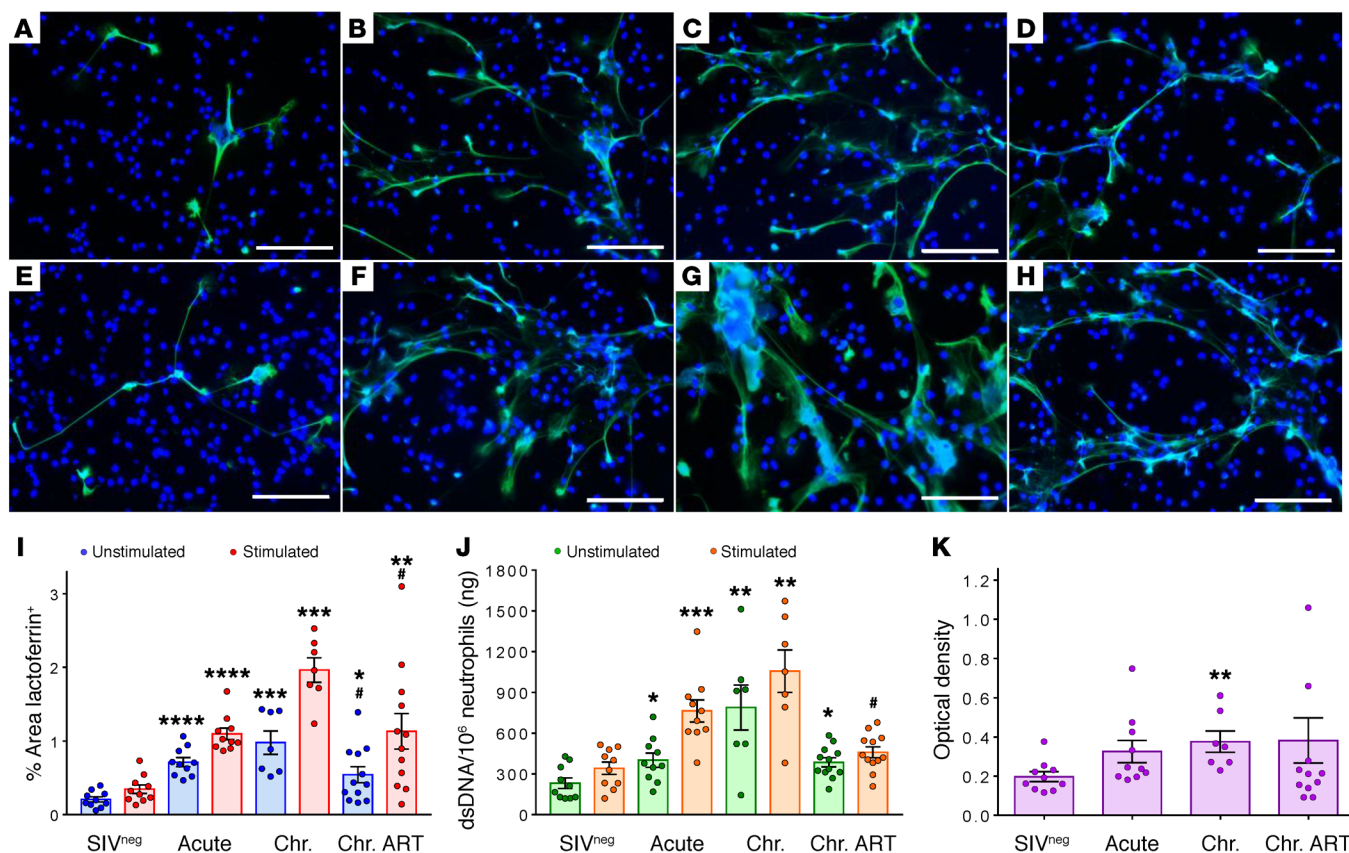 A
B
C
D
E
F
G
H
I
Unstimulated
Stimulated
% Area lactoferrin⁺
3
2
1
0
****
****
***
***
*
#
**
#
SIVⁿᵉᵍ
Acute
Chr.
Chr. ART
J
Unstimulated
Stimulated
dsDNA/10⁶ neutrophils (ng)
1800
1500
1200
900
600
300
0
*
***
**
**
*
#
SIVⁿᵉᵍ
Acute
Chr.
Chr. ART
K
Optical density
1.2
1.0
0.8
0.6
0.4
0.2
0.0
**
SIVⁿᵉᵍ
Acute
Chr.
Chr. ART